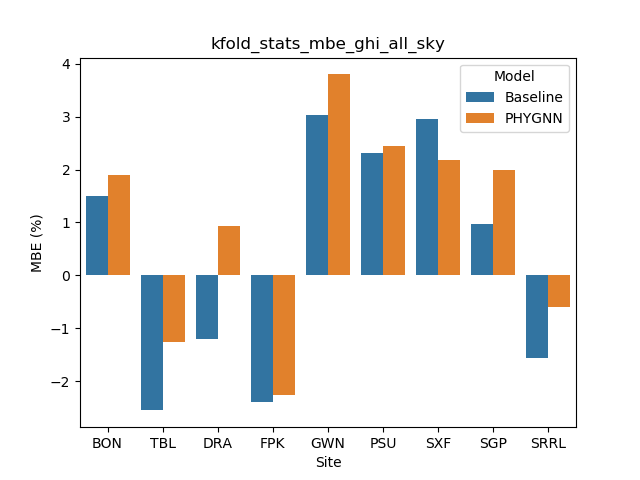 kfold_stats_mbe_ghi_all_sky
Model
Baseline
PHYGNN
MBE (%)
4
3
2
1
0
−1
−2
BON TBL DRA FPK GWN PSU SXF SGP SRRL
Site